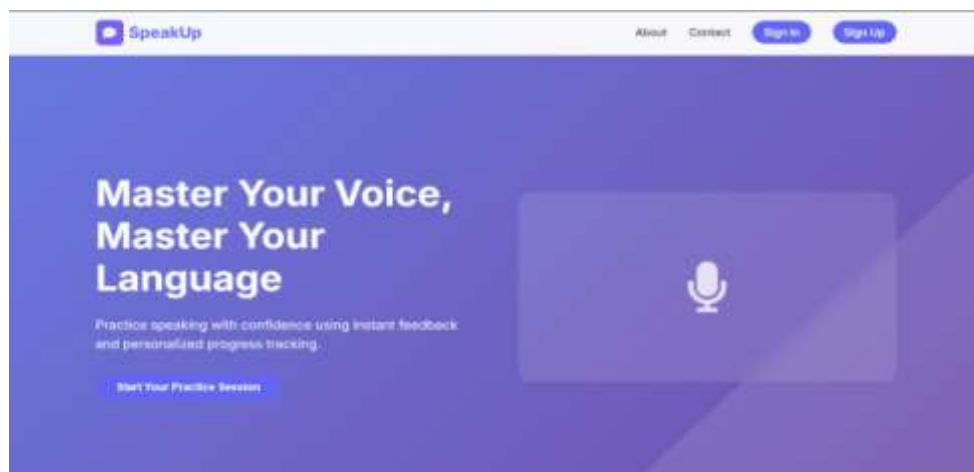 SpeakUp
About
Contact
Sign In
Sign Up
Master Your Voice,
Master Your
Language
Practice speaking with confidence using instant feedback
and personalized progress tracking.
Start Your Practice Session